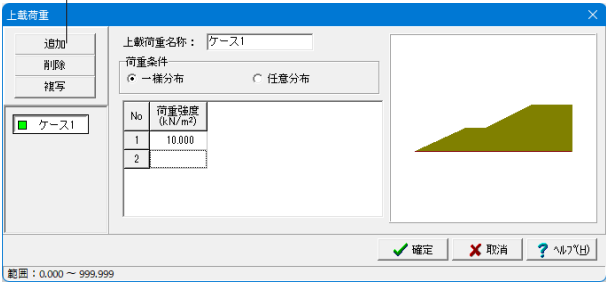 上載荷重
追加
削除
複写
ケース1
上載荷重名称： ケース1
荷重条件
一様分布 任意分布
No 荷重強度
(kN/m²)
1 10.000
2
確定 取消 ヘルプ(H)
範囲：0.000 ～ 999.999